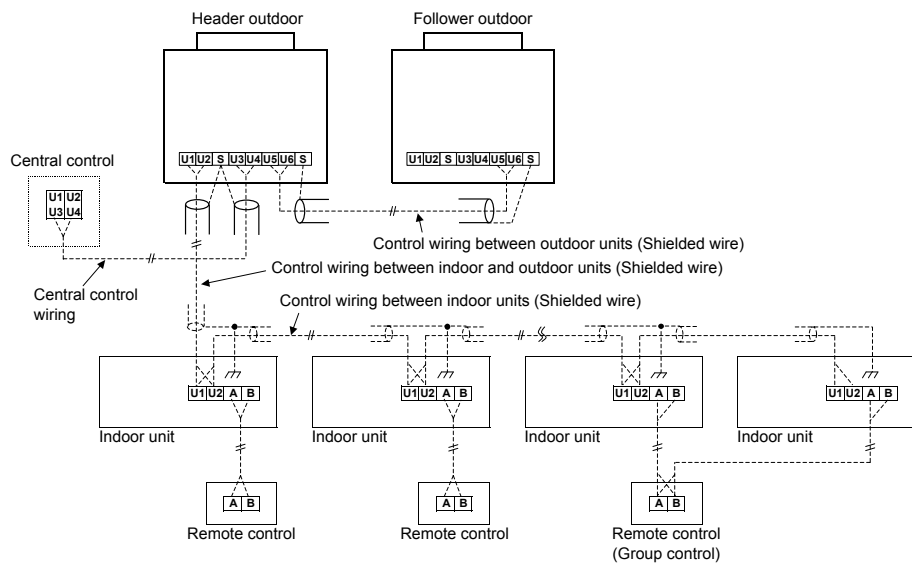 Header outdoor
Follower outdoor
U1 U2 S U3 U4 U5 U6 S
U1 U2 S U3 U4 U5 U6 S
Central control
U1 U2
U3 U4
Control wiring between outdoor units (Shielded wire)
Control wiring between indoor and outdoor units (Shielded wire)
Central control
wiring
Control wiring between indoor units (Shielded wire)
U1 U2 A B
U1 U2 A B
U1 U2 A B
U1 U2 A B
Indoor unit
Indoor unit
Indoor unit
Indoor unit
A B
A B
A B
Remote control
Remote control
Remote control
(Group control)